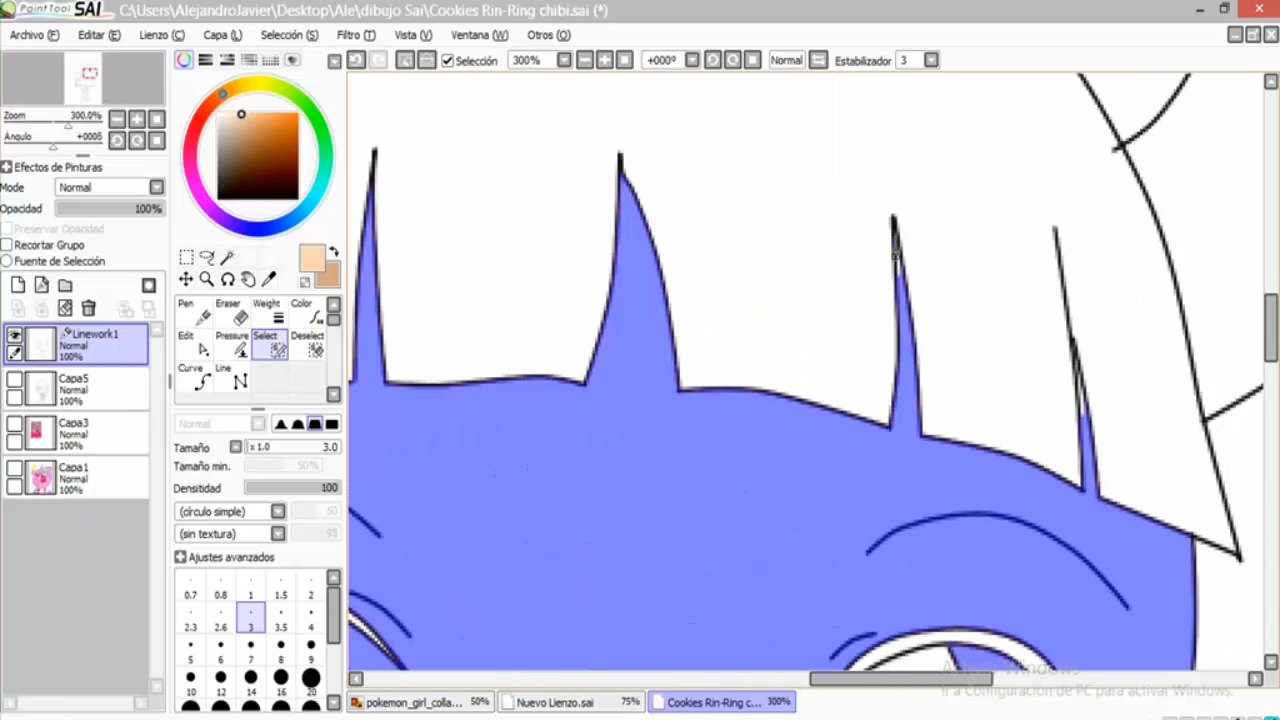 PaintTool SAI C:\Users\AlejandroJavier\Desktop\Ale\dibujo Sai\Cookies Rin-Ring chibi.sai (*)
Archivo (F) Editar (E) Lienzo (C) Capa (L) Selección (S) Filtro (T) Vista (V) Ventana (W) Otros (O)
Selección 300% +000º Normal Estabilizador 3
Zoom 300.0%
Angulo +000º
Efectos de Pinturas
Mode Normal
Opacidad 100%
Preservar Opacidad
Recortar Grupo
Fuente de Selección
Linework1
Normal
100%
Capa5
Normal
100%
Capa3
Normal
100%
Capa1
Normal
100%
Pen Eraser Weight Color
Edit Pressure Select Deselect
Curve Line
Normal
Tamaño x 1.0 3.0
Tamaño min. 50%
Densitidad 100
(círculo simple) 50
(sin textura) 95
Ajustes avanzados
0.7 0.8 1 1.5 2
2.3 2.6 3 3.5 4
5 6 7 8 9
10 12 14 16 20
Activar Windows
Ir a Configuración de PC para activar Windows.
pokemon_girl_colla... 50% Nuevo Lienzo.sai 75% Cookies Rin-Ring c... 300%